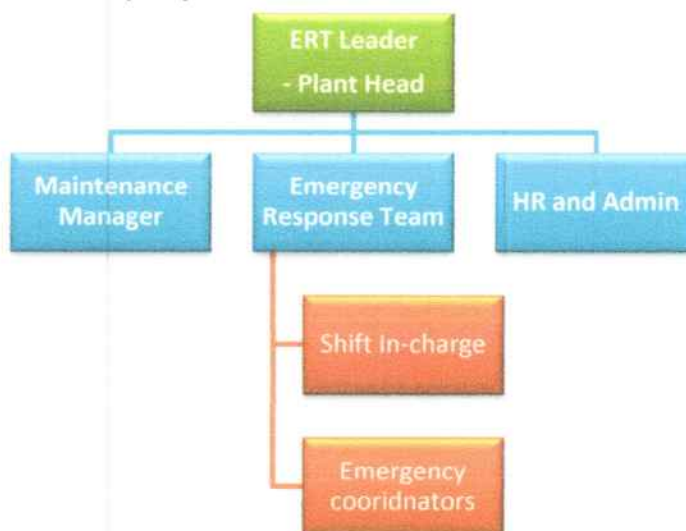 ERT Leader
- Plant Head
Maintenance
Manager
Emergency
Response Team
HR and Admin
Shift In-charge
Emergency
cooridnators